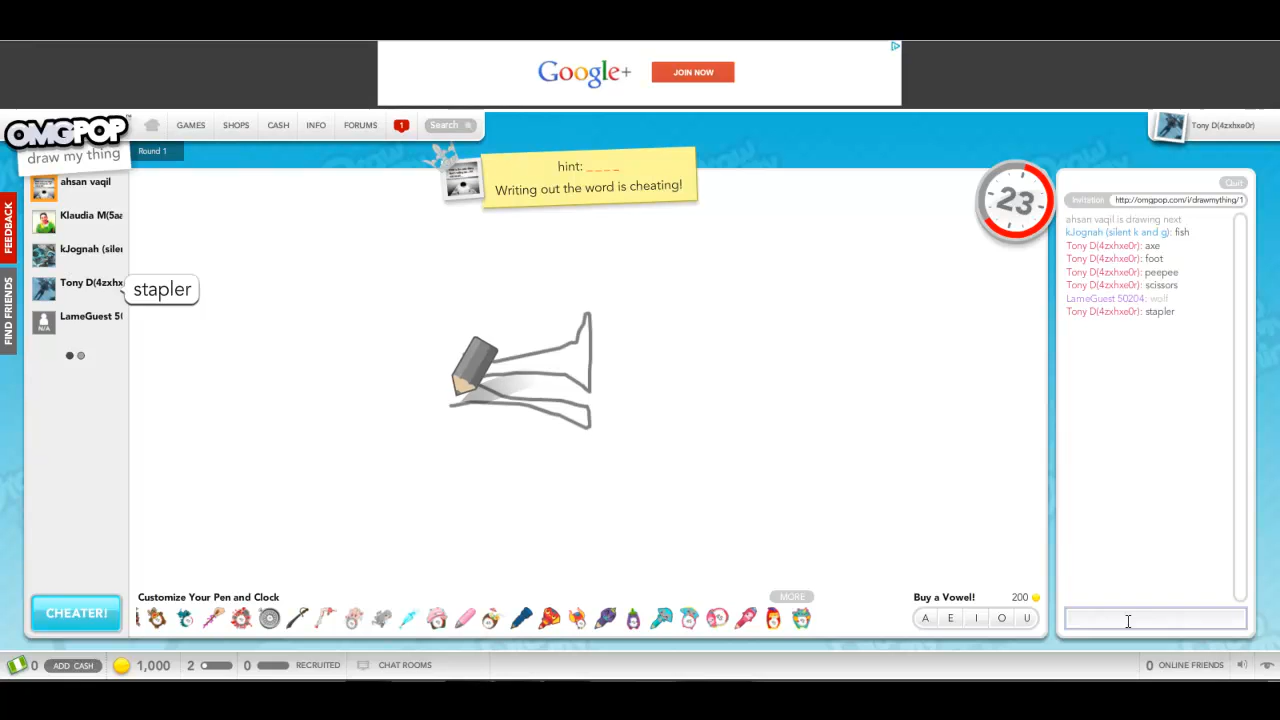 Google+ JOIN NOW
OMGPOP
draw my thing
GAMES SHOPS CASH INFO FORUMS 1 Search
Tony D(4zxhxe0r)
Round 1
hint: _ _ _ _
Writing out the word is cheating!
23
FEEDBACK
FIND FRIENDS
ahsan vaqil
Klaudia M(5aa
kJognah (siler
Tony D(4zxhx
stapler
LameGuest 50
N/A
Quit
Invitation http://omgpop.com/i/drawmything/1
ahsan vaqil is drawing next
kJognah (silent k and g): fish
Tony D(4zxhxe0r): axe
Tony D(4zxhxe0r): foot
Tony D(4zxhxe0r): peepee
Tony D(4zxhxe0r): scissors
LameGuest 50204: wolf
Tony D(4zxhxe0r): stapler
CHEATER!
Customize Your Pen and Clock
MORE
Buy a Vowel! 200
A E I O U
0 ADD CASH 1,000 2 0 RECRUITED CHAT ROOMS
0 ONLINE FRIENDS